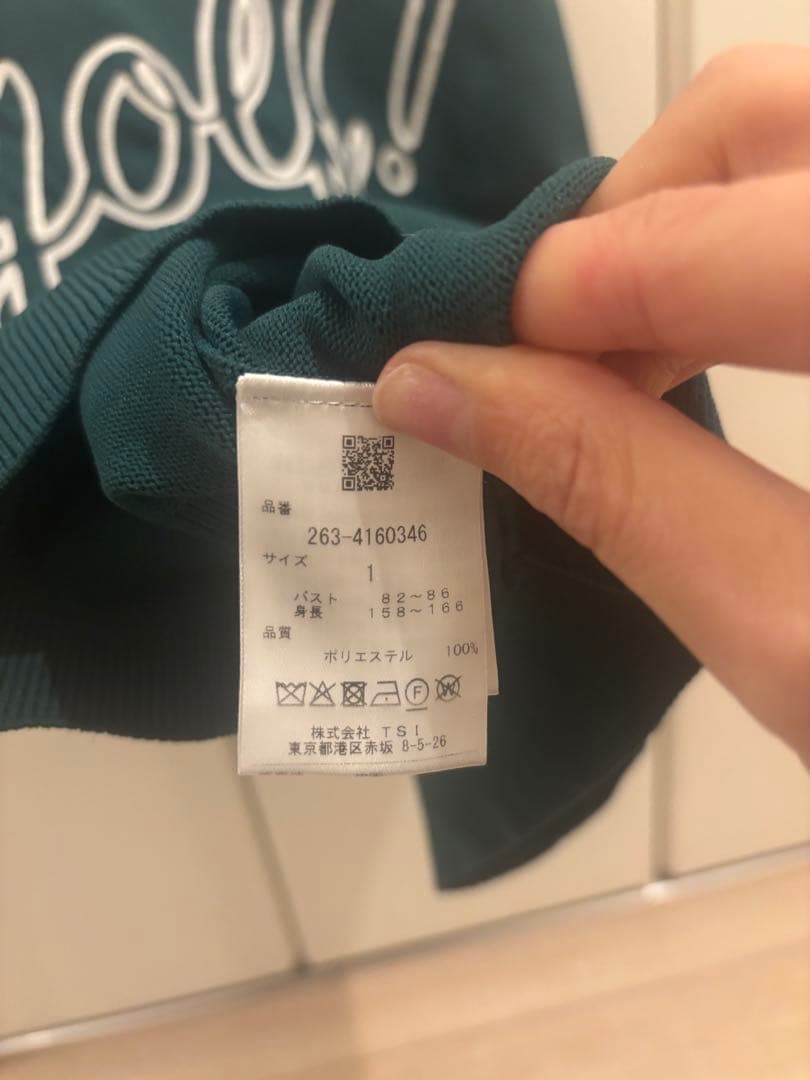 品番
263-4160346
サイズ
1
バスト 82～86
身長 158～166
品質
ポリエステル 100%
F
W
株式会社 TSI
東京都港区赤坂 8-5-26